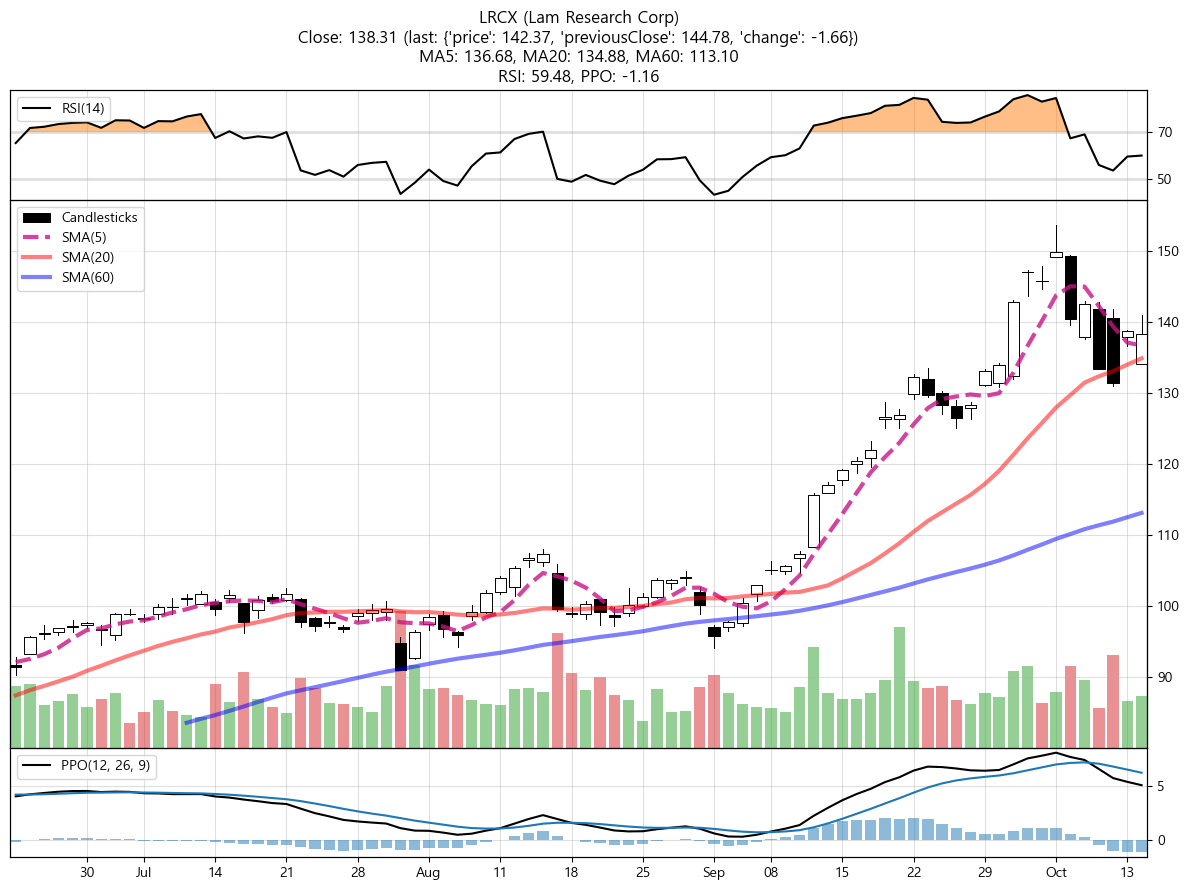 LRCX (Lam Research Corp)
Close: 138.31 (last: {'price': 142.37, 'previousClose': 144.78, 'change': -1.66})
MA5: 136.68, MA20: 134.88, MA60: 113.10
RSI: 59.48, PPO: -1.16
RSI(14)
70
50
Candlesticks
SMA(5)
SMA(20)
SMA(60)
150
140
130
120
110
100
90
PPO(12, 26, 9)
5
0
30 Jul 14 21 28 Aug 11 18 25 Sep 08 15 22 29 Oct 13